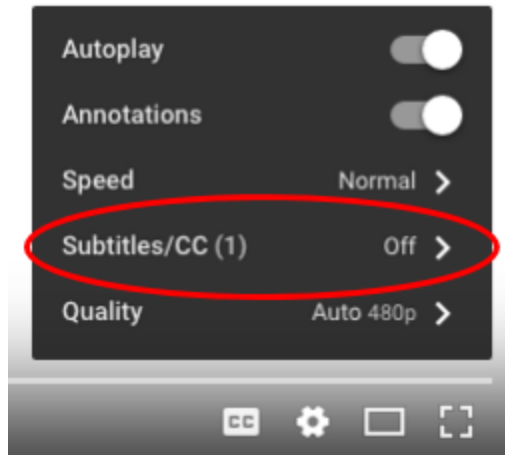 Autoplay
Annotations
Speed Normal
Subtitles/CC (1) Off
Quality Auto 480p
CC